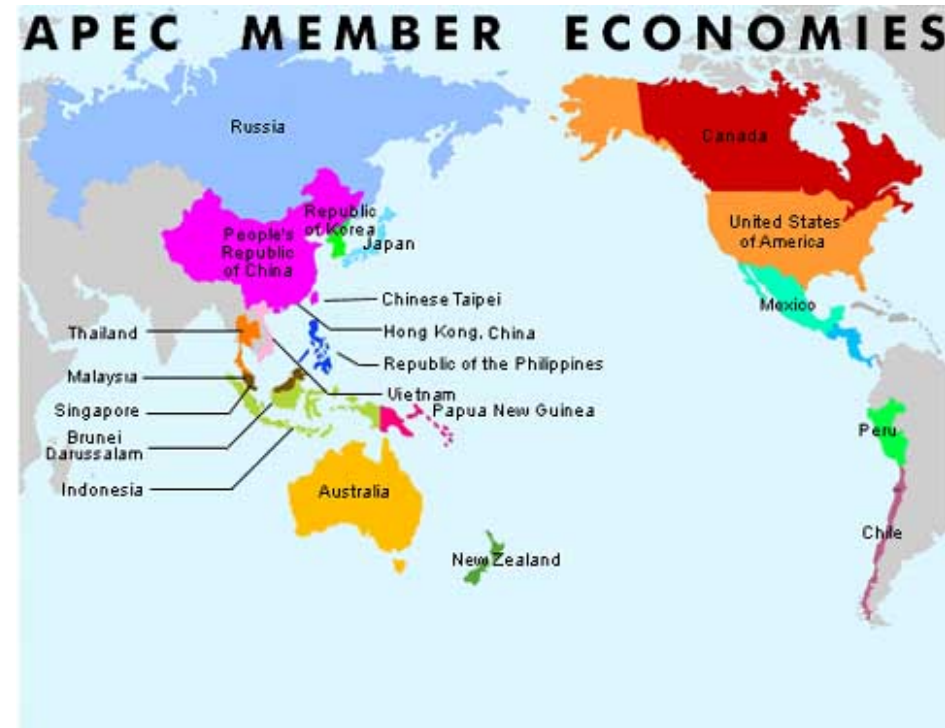 APEC MEMBER ECONOMIES
Russia
Canada
Republic
of Korea
People's
Republic
of China
Japan
United States
of America
Chinese Taipei
Mexico
Hong Kong, China
Thailand
Republic of the Philippines
Malaysia
Vietnam
Singapore
Papua New Guinea
Brunei
Darussalam
Peru
Indonesia
Australia
Chile
New Zealand